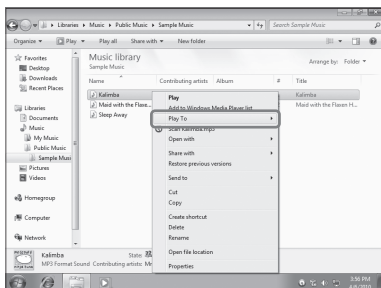 Libraries ▸ Music ▸ Public Music ▸ Sample Music
Search Sample Music
Organize Play Play all Share with New folder
Favorites
Desktop
Downloads
Recent Places
Libraries
Documents
Music
My Music
Public Music
Sample Musi
Pictures
Videos
Homegroup
Computer
Network
Music library
Sample Music
Arrange by: Folder
Name Contributing artists Album # Title
Kalimba Kalimba
Maid with the Flaxe... Maid with the Flaxen H...
Sleep Away
Play
Add to Windows Media Player list
Play To
Scan Kalimba.mp3
Open with
Share with
Restore previous versions
Send to
Cut
Copy
Create shortcut
Delete
Rename
Open file location
Properties
Kalimba State:
MP3 Format Sound Contributing artists: Mr
3:56 PM